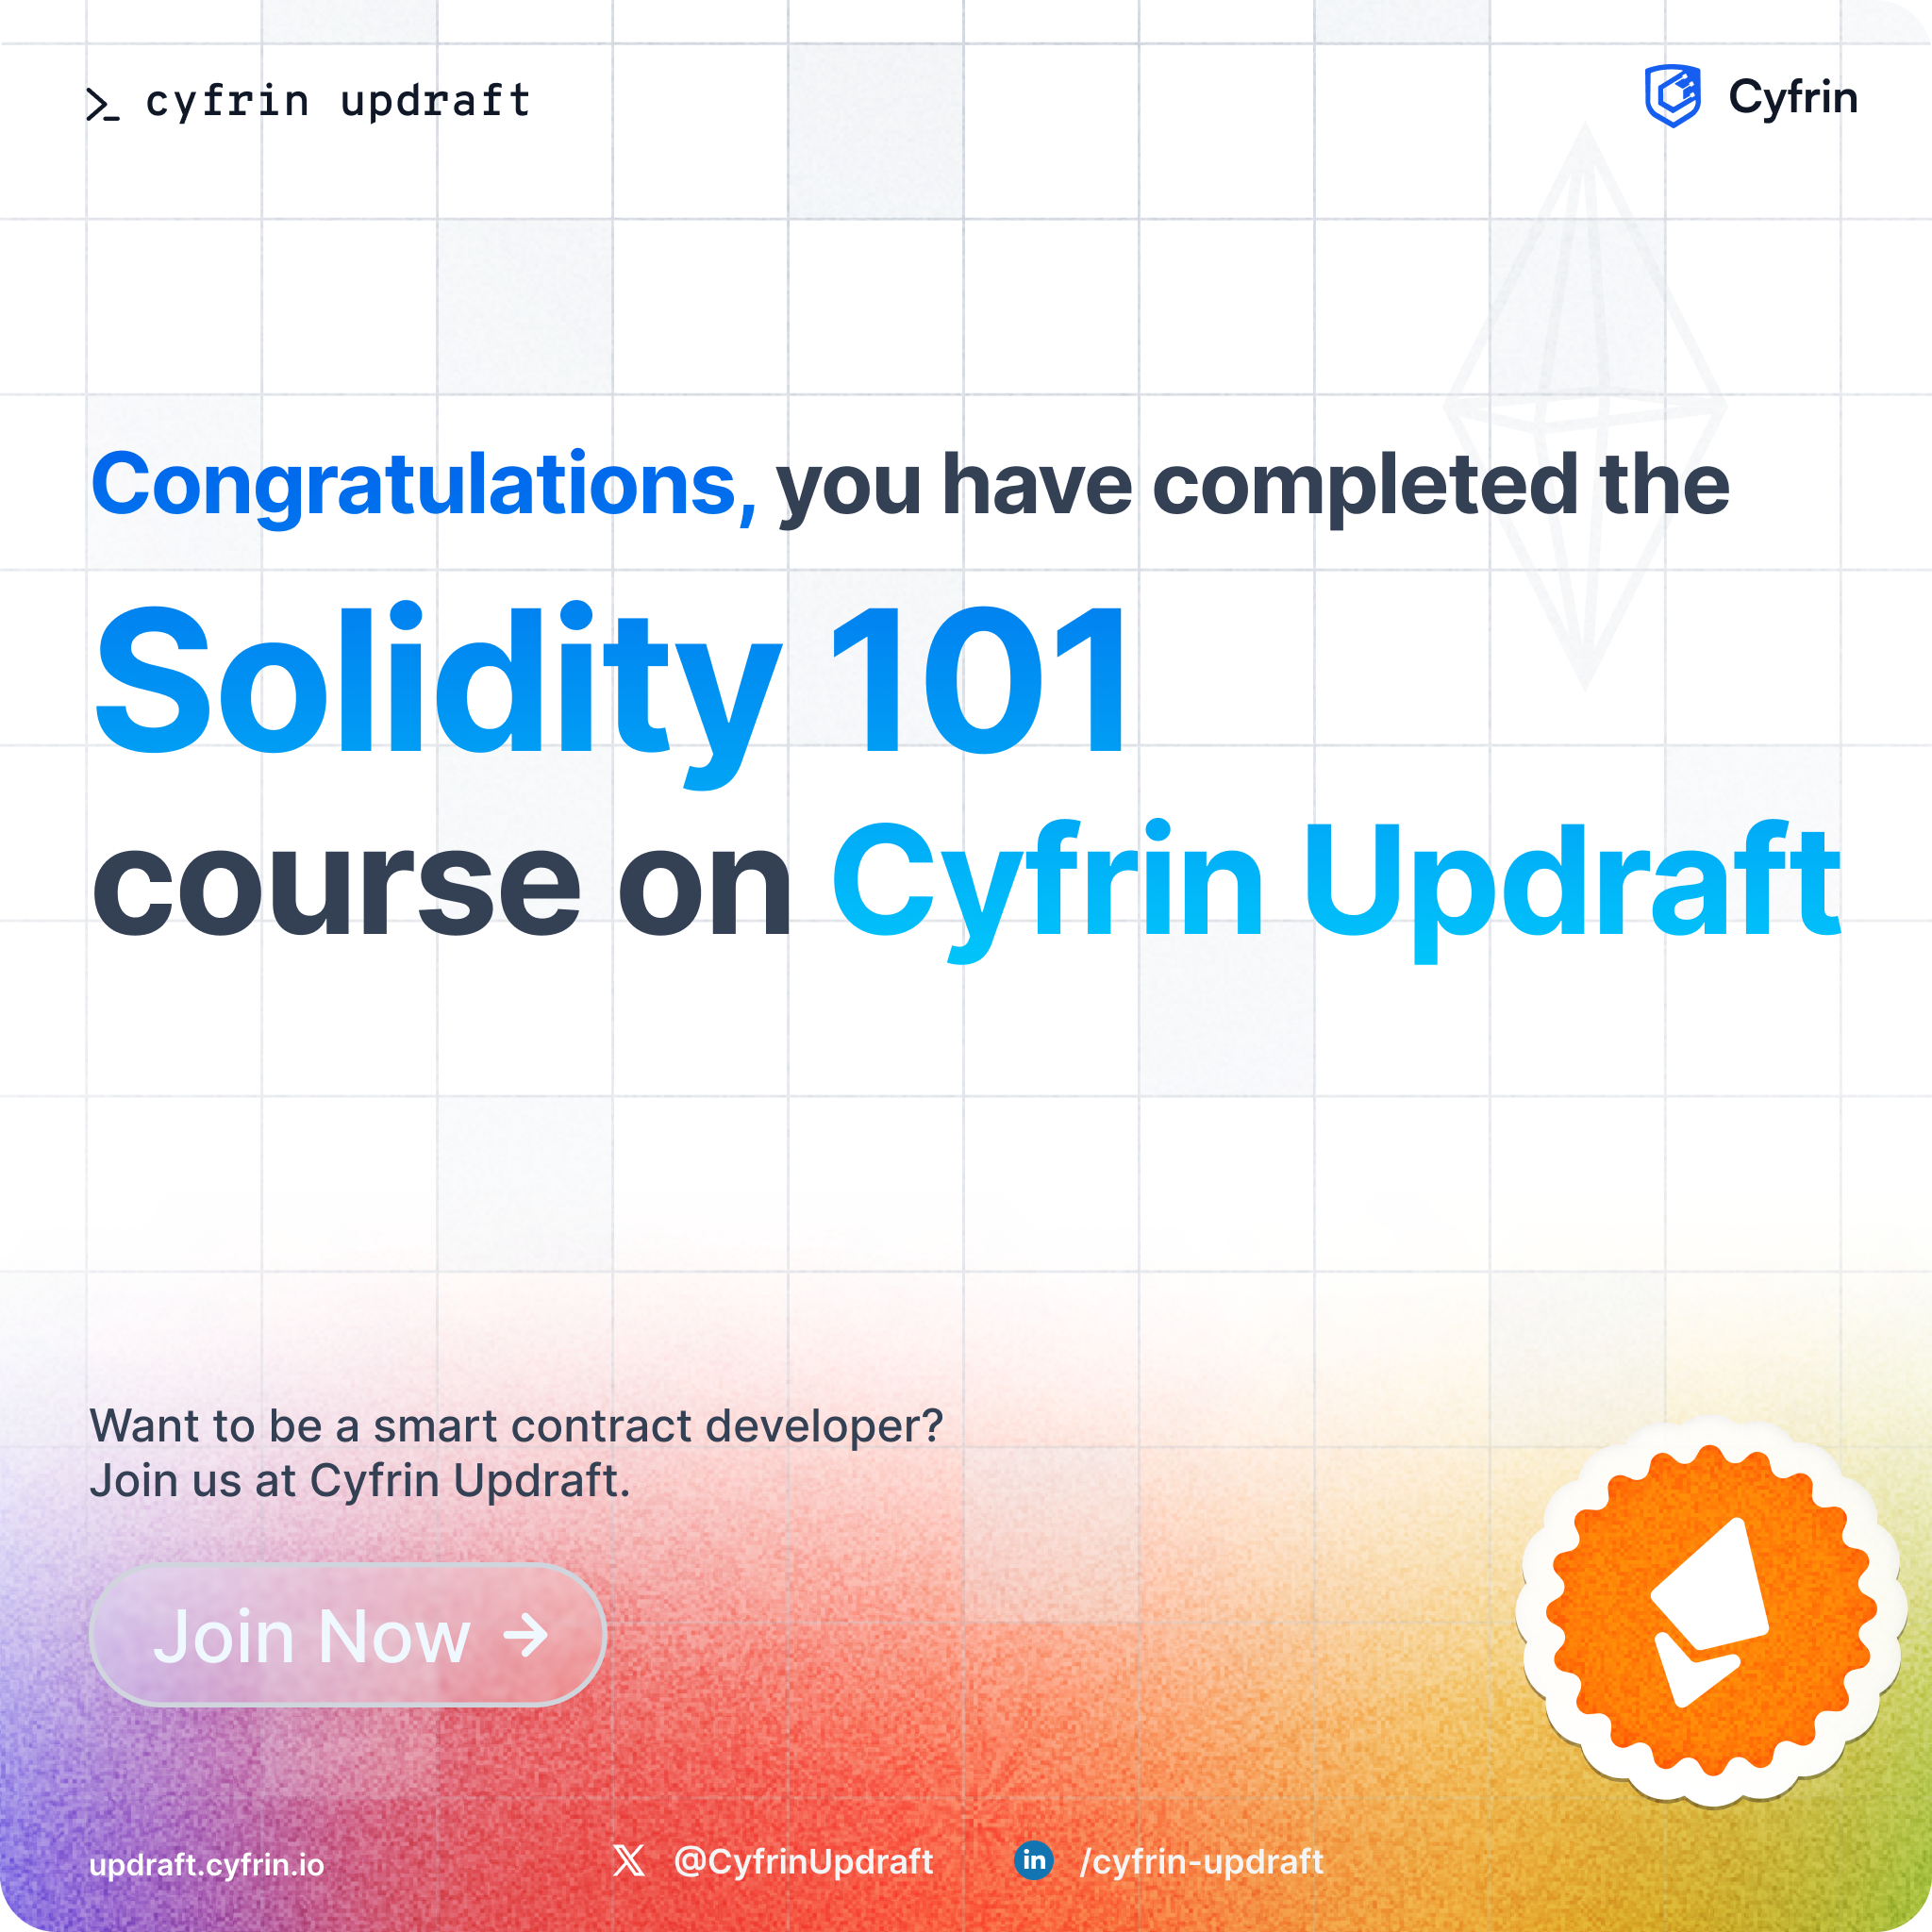 >_ cyfrin updraft
Cyfrin
Congratulations, you have completed the
Solidity 101
course on Cyfrin Updraft
Want to be a smart contract developer?
Join us at Cyfrin Updraft.
Join Now →
updraft.cyfrin.io
@CyfrinUpdraft
/cyfrin-updraft